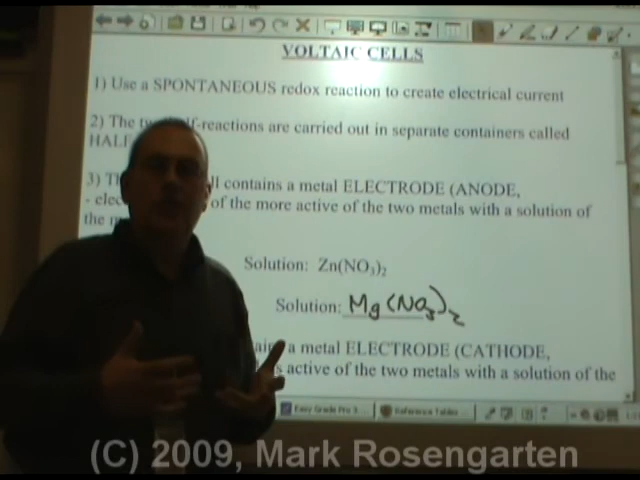 VOLTAIC CELLS
1) Use a SPONTANEOUS redox reaction to create electrical current
2) The two half-reactions are carried out in separate containers called
HALF
3) ll contains a metal ELECTRODE (ANODE,
- elec of the more active of the two metals with a solution of
the m
Solution: Zn(NO3)2
Solution: Mg(NO3)2
a metal ELECTRODE (CATHODE,
s active of the two metals with a solution of the
Easy Grade Pro 3
Reference Tables
(C) 2009, Mark Rosengarten